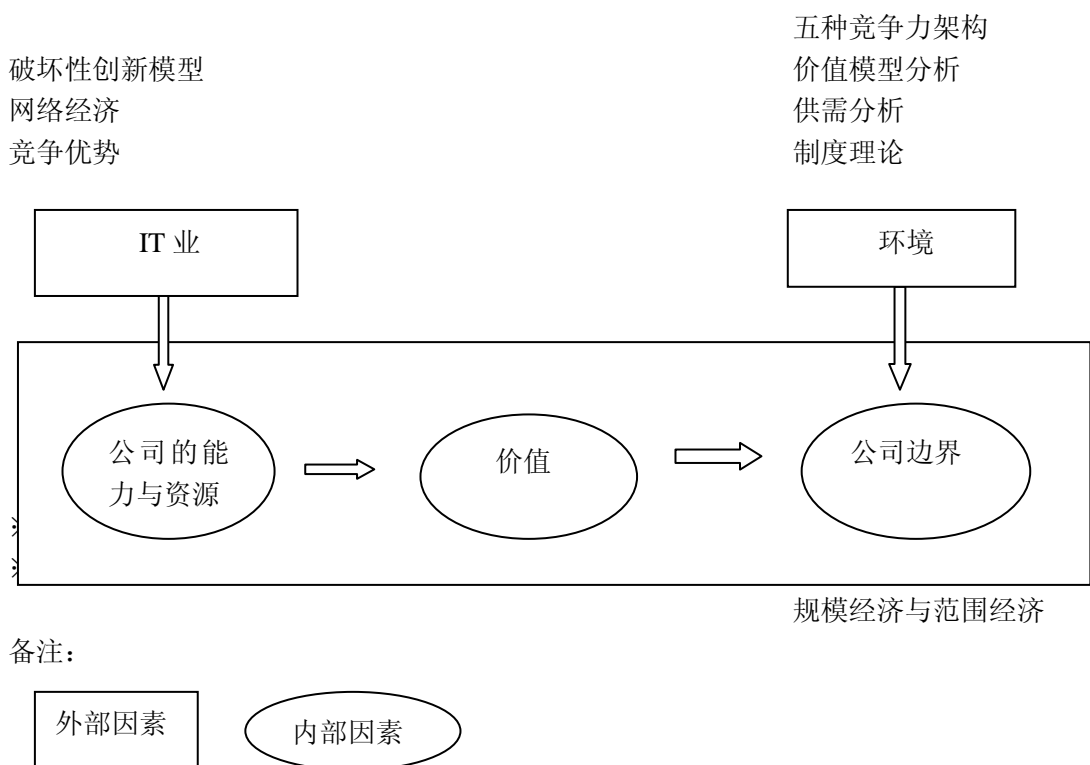 五种竞争力架构
破坏性创新模型
价值模型分析
网络经济
供需分析
竞争优势
制度理论
IT 业
环境
公司的能
力与资源
价值
公司边界
※
※
规模经济与范围经济
备注：
外部因素
内部因素